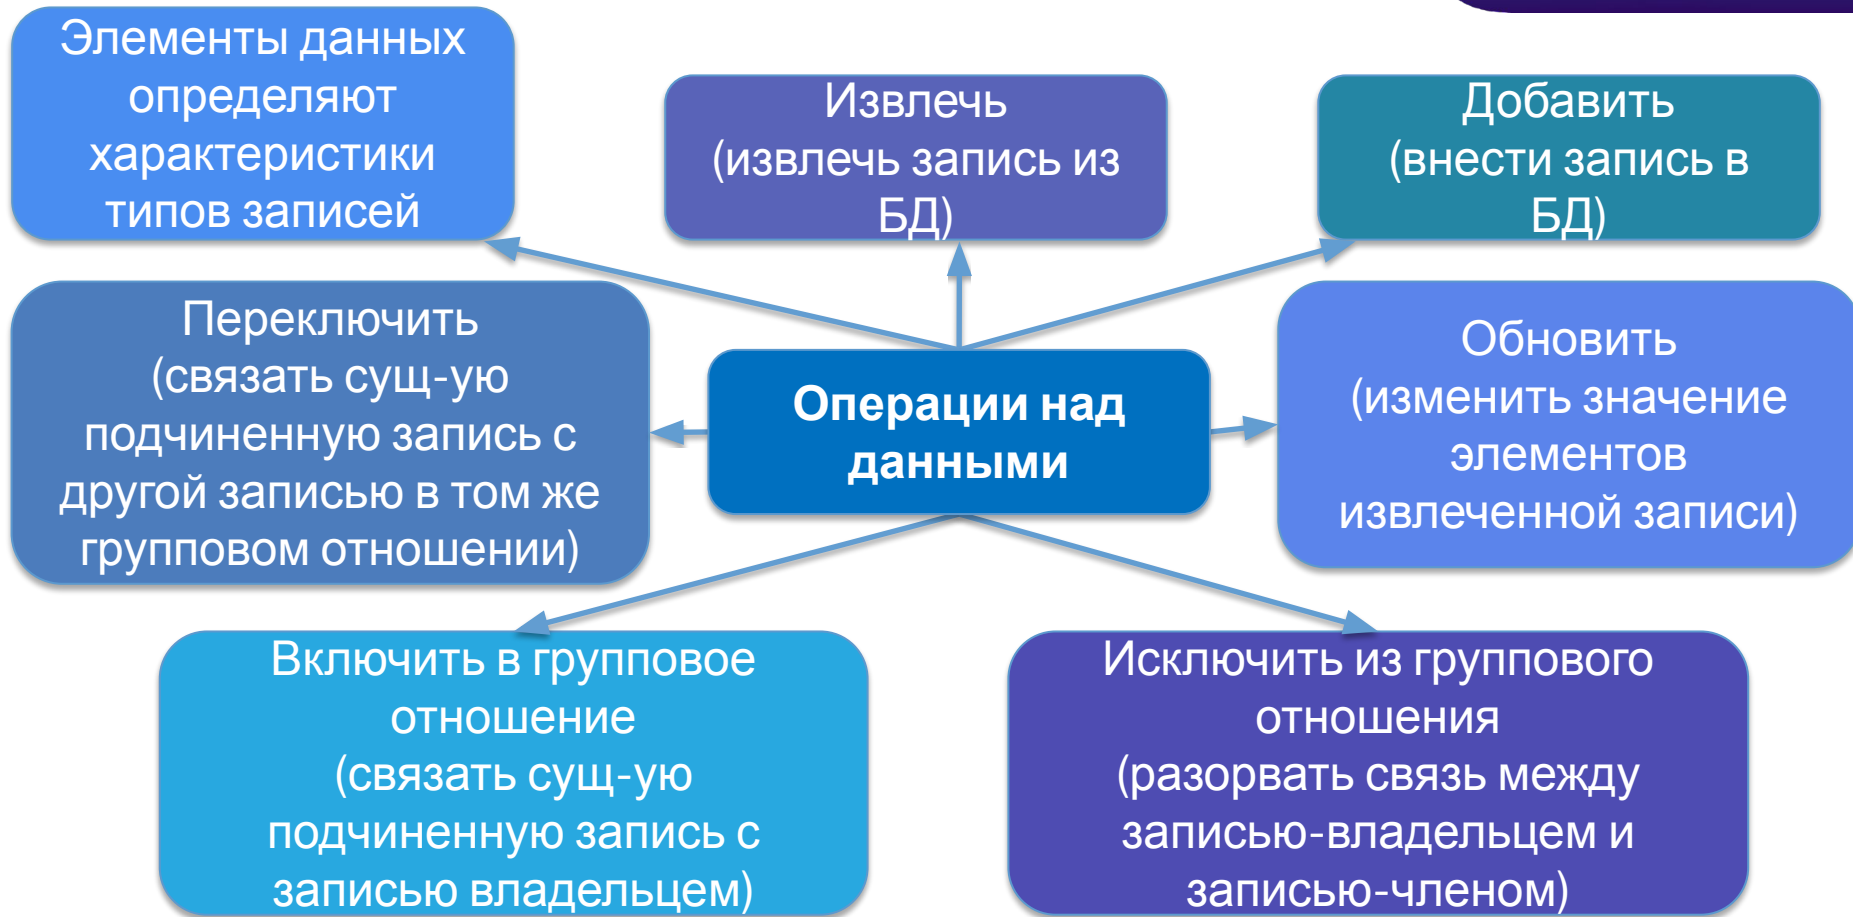 Элементы данных
определяют
характеристики
типов записей
Извлечь
(извлечь запись из
БД)
Добавить
(внести запись в
БД)
Переключить
(связать сущ-ую
подчиненную запись с
другой записью в том же
групповом отношении)
Операции над
данными
Обновить
(изменить значение
элементов
извлеченной записи)
Включить в групповое
отношение
(связать сущ-ую
подчиненную запись с
записью владельцем)
Исключить из группового
отношения
(разорвать связь между
записью-владельцем и
записью-членом)